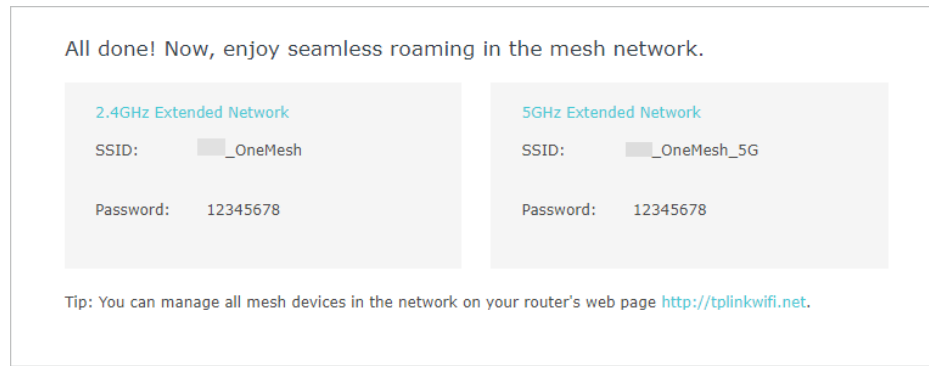 All done! Now, enjoy seamless roaming in the mesh network.
2.4GHz Extended Network
SSID: _OneMesh
Password: 12345678
5GHz Extended Network
SSID: _OneMesh_5G
Password: 12345678
Tip: You can manage all mesh devices in the network on your router's web page http://tplinkwifi.net.